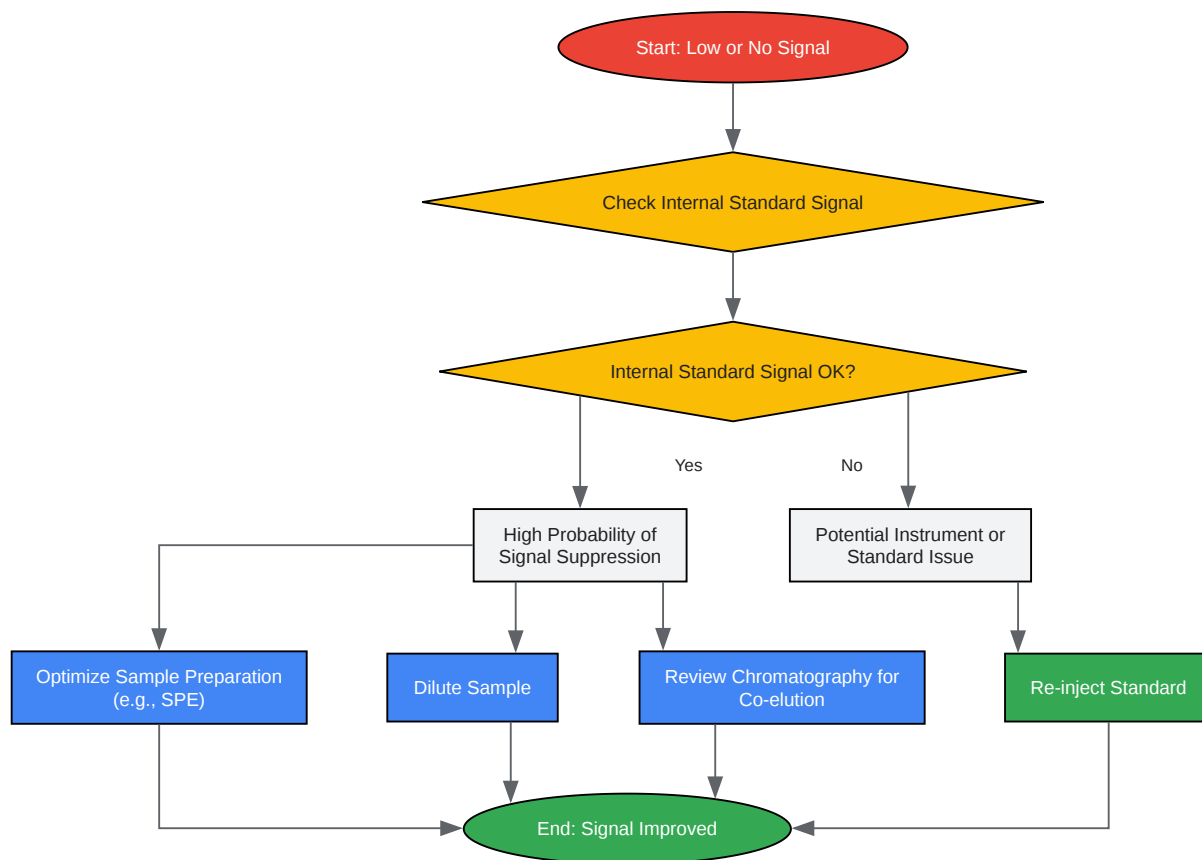 Start: Low or No Signal
Check Internal Standard Signal
Internal Standard Signal OK?
Yes
No
High Probability of
Signal Suppression
Potential Instrument or
Standard Issue
Optimize Sample Preparation
(e.g., SPE)
Dilute Sample
Review Chromatography for
Co-elution
Re-inject Standard
End: Signal Improved